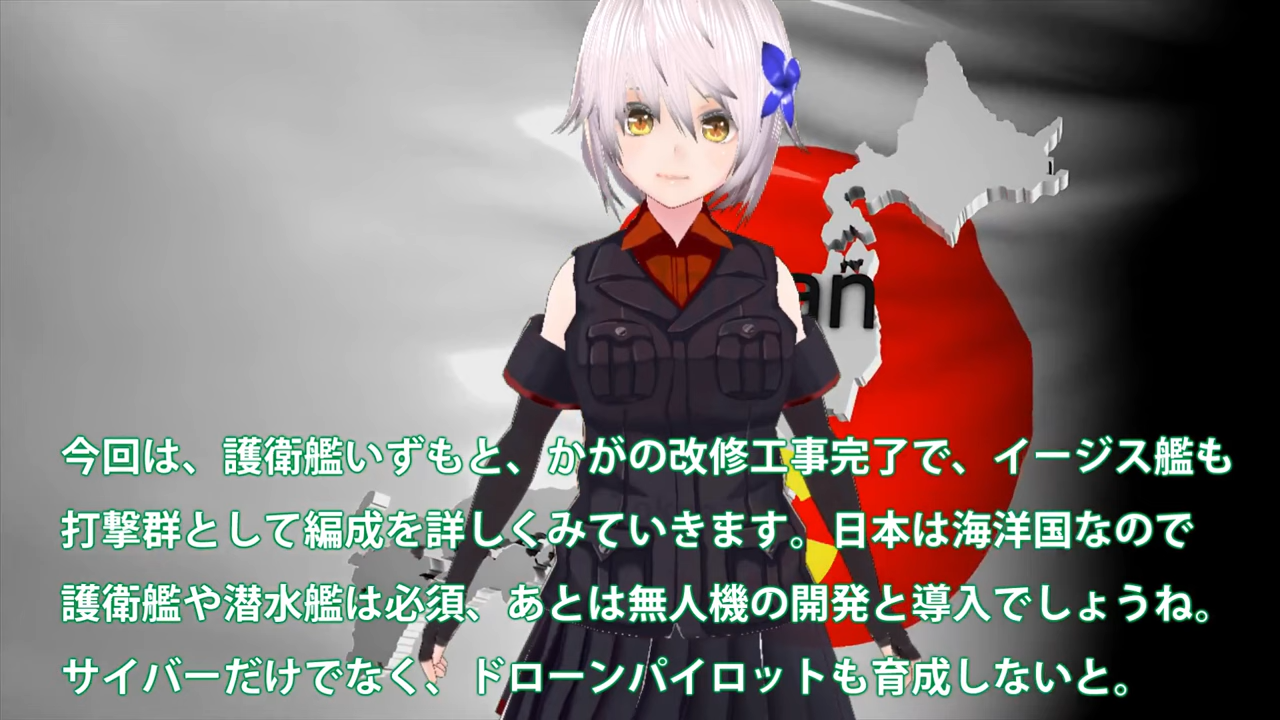 an
今回は、護衛艦いずもと、かがの改修工事完了で、イージス艦も
打撃群として編成を詳しくみていきます。日本は海洋国なので
護衛艦や潜水艦は必須、あとは無人機の開発と導入でしょうね。
サイバーだけでなく、ドローンパイロットも育成しないと。